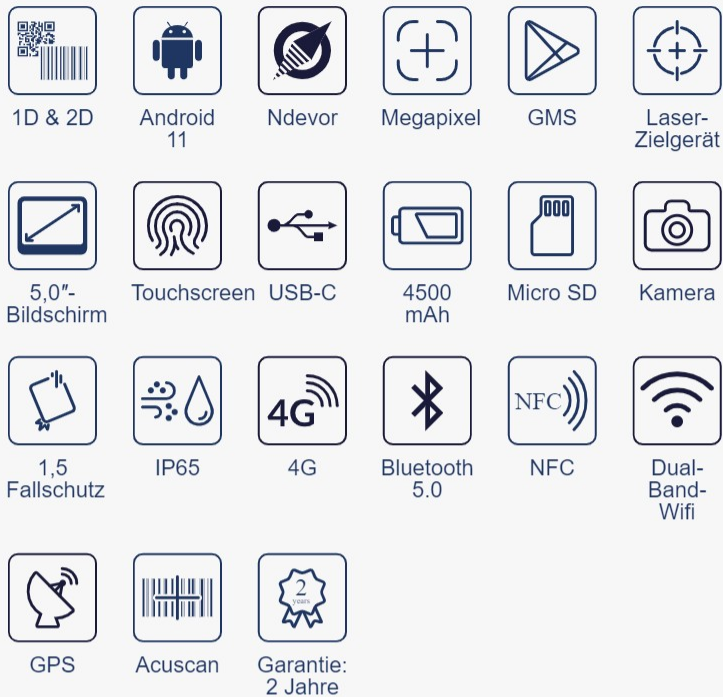 1D & 2D
Android
11
Ndevor
Megapixel
GMS
Laser-
Zielgerät
5,0″-
Bildschirm
Touchscreen
USB-C
4500
mAh
Micro SD
Kamera
1,5
Fallschutz
IP65
4G
4G
Bluetooth
5.0
NFC
NFC
Dual-
Band-
Wifi
GPS
Acuscan
2
years
Garantie:
2 Jahre